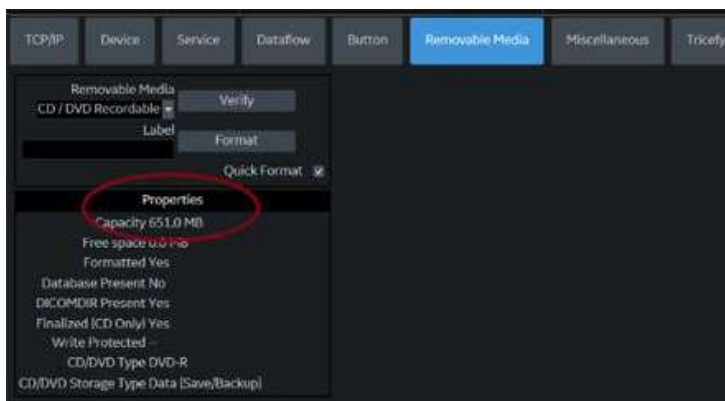 TCP/IP Device Service Dataflow Button Removable Media Miscellaneous Tricefy
Removable Media
CD / DVD Recordable Verify
Label
Format
Quick Format
Properties
Capacity 651.0 MB
Free space 0.0 MB
Formatted Yes
Database Present No
DICOMDIR Present Yes
Finalized (CD Only) Yes
Write Protected --
CD/DVD Type DVD-R
CD/DVD Storage Type Data (Save/Backup)